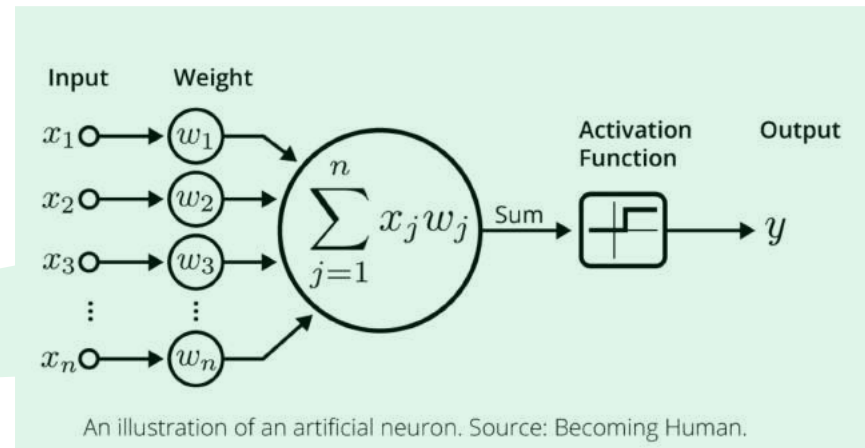 Input Weight
Activation Function Output
x₁ w₁
x₂ w₂
x₃ w₃
⋮ ⋮
xₙ wₙ
n
∑ xⱼwⱼ
j=1
Sum
y
An illustration of an artificial neuron. Source: Becoming Human.